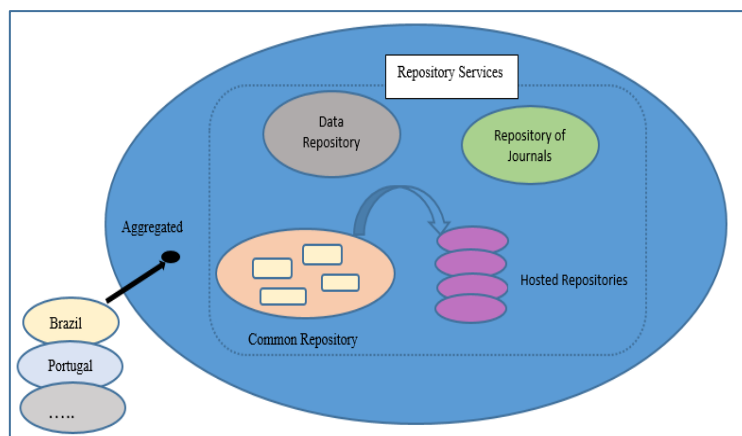 Repository Services
Data
Repository
Repository of
Journals
Aggregated
Hosted Repositories
Brazil
Common Repository
Portugal
…..